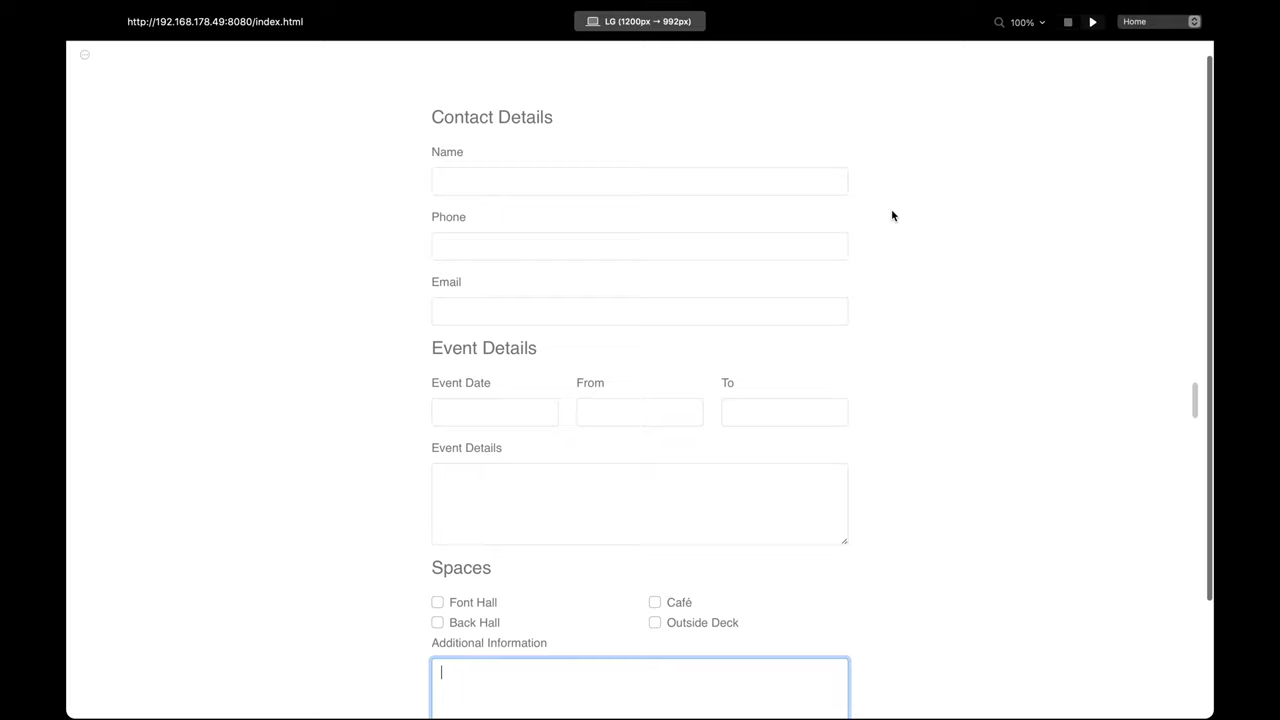 http://192.168.178.49:8080/index.html LG (1200px → 992px) 100% Home
Contact Details
Name
Phone
Email
Event Details
Event Date From To
Event Details
Spaces
Font Hall Café
Back Hall Outside Deck
Additional Information